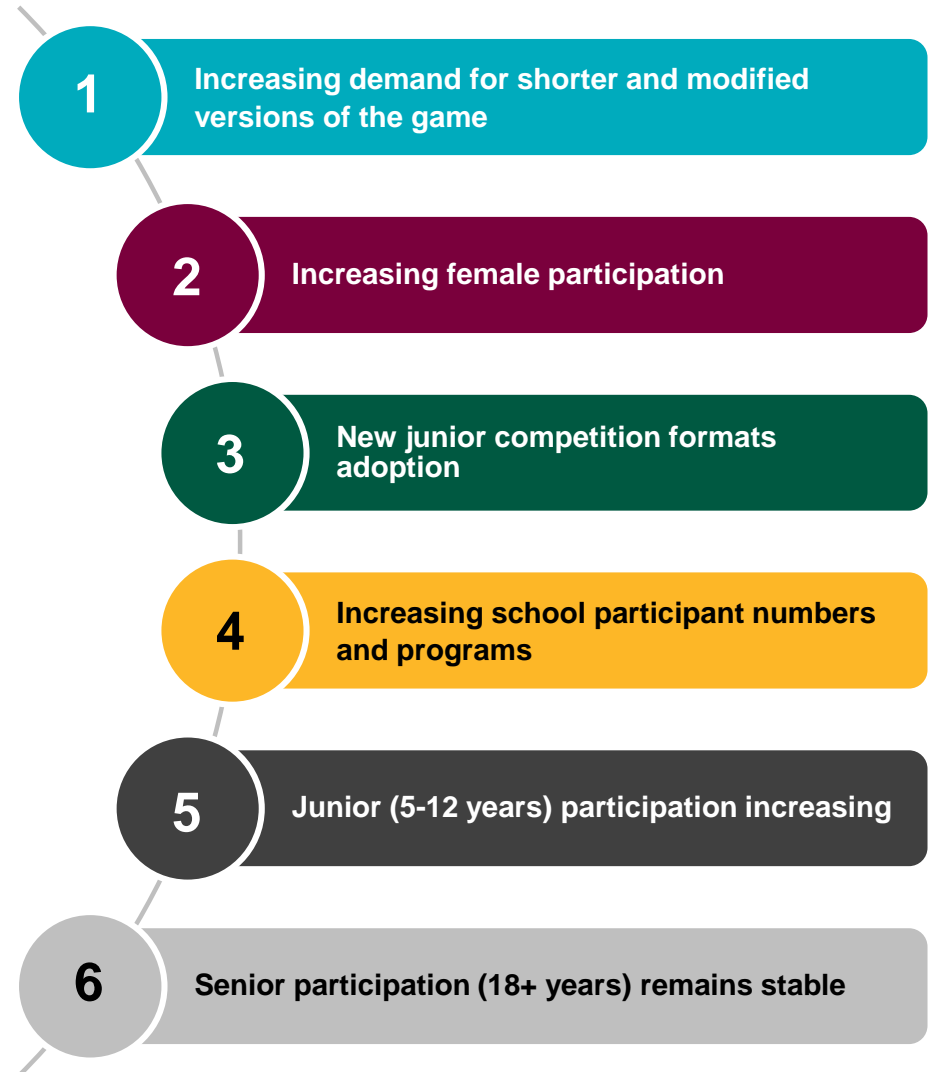 1
Increasing demand for shorter and modified
versions of the game
2
Increasing female participation
3
New junior competition formats
adoption
4
Increasing school participant numbers
and programs
5
Junior (5-12 years) participation increasing
6
Senior participation (18+ years) remains stable